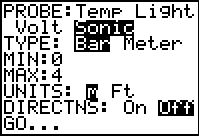 PROBE:Temp Light
Volt Sonic
TYPE: Bar Meter
MIN:0
MAX:4
UNITS: m Ft
DIRECTNS: On Off
GO...